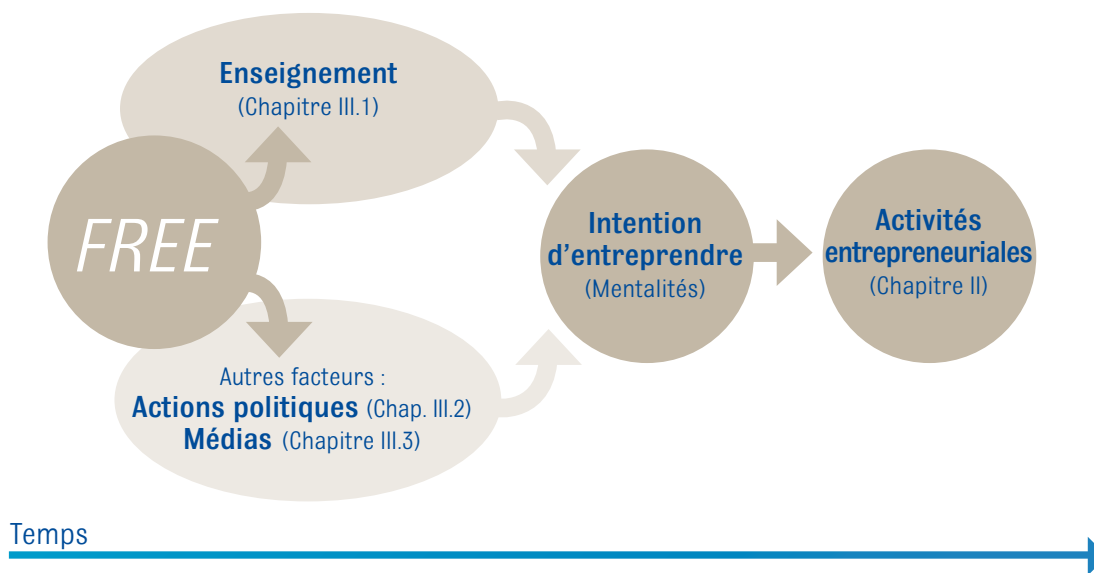 Enseignement
(Chapitre III.1)
FREE
Intention
d'entreprendre
(Mentalités)
Activités
entrepreneuriales
(Chapitre II)
Autres facteurs :
Actions politiques (Chap. III.2)
Médias (Chapitre III.3)
Temps